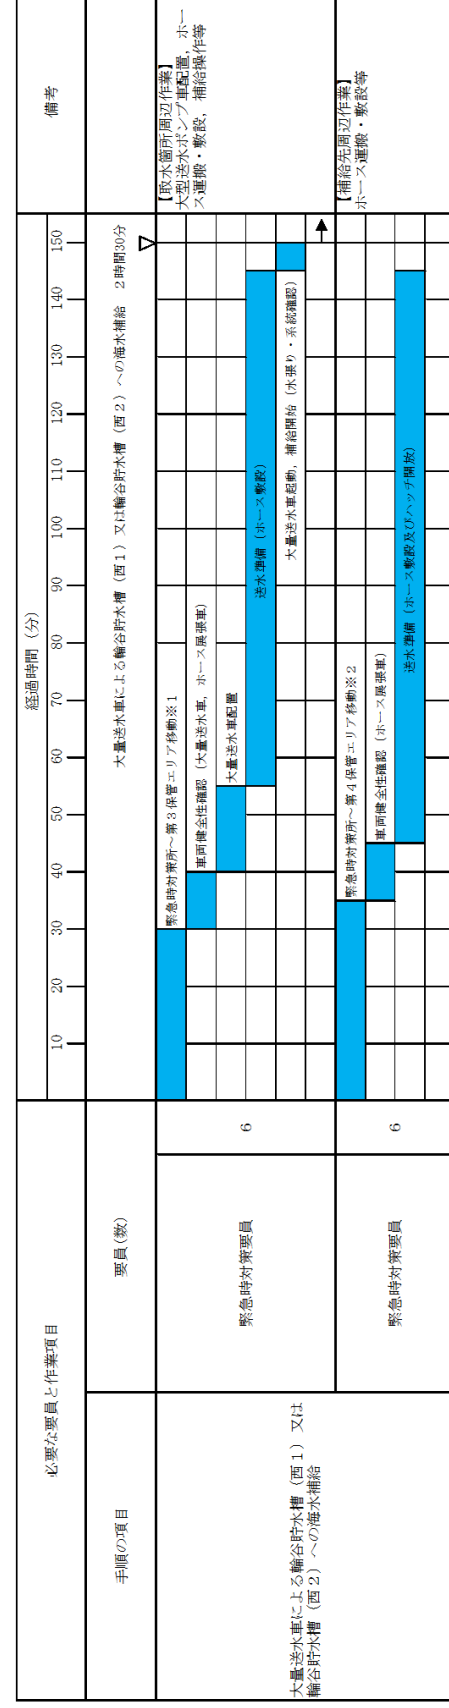 必要な要員と作業項目
経過時間（分）
備考
手順の項目
要員(数)
10 20 30 40 50 60 70 80 90 100 110 120 130 140 150
大量送水車による輪谷貯水槽（西１）又は輪谷貯水槽（西２）への海水補給　２時間30分
▽
大量送水車による輪谷貯水槽（西１）又は
輪谷貯水槽（西２）への海水補給
緊急時対策要員
6
緊急時対策所～第３保管エリア移動※１
車両健全性確認（大量送水車，ホース展張車）
大量送水車配置
送水準備（ホース敷設）
大量送水車起動，補給開始（水張り・系統確認）
【取水箇所周辺作業】
大型送水ポンプ車配置，ホー
ス運搬・敷設，補給操作等
緊急時対策要員
6
緊急時対策所～第４保管エリア移動※２
車両健全性確認（ホース展張車）
送水準備（ホース敷設及びハッチ開放）
【補給先周辺作業】
ホース運搬・敷設等